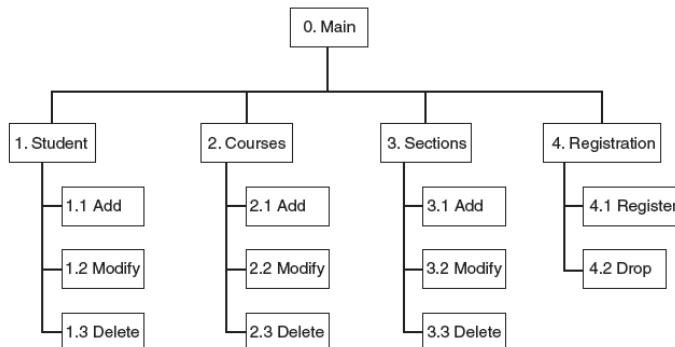 0. Main
1. Student
2. Courses
3. Sections
4. Registration
1.1 Add
2.1 Add
3.1 Add
4.1 Register
1.2 Modify
2.2 Modify
3.2 Modify
4.2 Drop
1.3 Delete
2.3 Delete
3.3 Delete